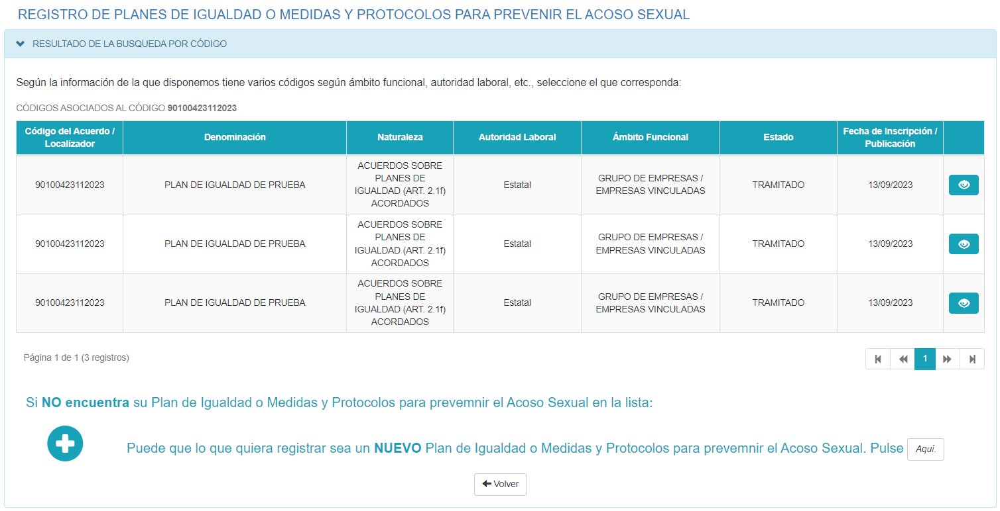 REGISTRO DE PLANES DE IGUALDAD O MEDIDAS Y PROTOCOLOS PARA PREVENIR EL ACOSO SEXUAL
RESULTADO DE LA BUSQUEDA POR CÓDIGO
Según la información de la que disponemos tiene varios códigos según ámbito funcional, autoridad laboral, etc., seleccione el que corresponda:
CÓDIGOS ASOCIADOS AL CÓDIGO 90100423112023
Código del Acuerdo /
Localizador
Denominación
Naturaleza
Autoridad Laboral
Ámbito Funcional
Estado
Fecha de Inscripción /
Publicación
90100423112023
PLAN DE IGUALDAD DE PRUEBA
ACUERDOS SOBRE
PLANES DE
IGUALDAD (ART. 2.1f)
ACORDADOS
Estatal
GRUPO DE EMPRESAS /
EMPRESAS VINCULADAS
TRAMITADO
13/09/2023
90100423112023
PLAN DE IGUALDAD DE PRUEBA
ACUERDOS SOBRE
PLANES DE
IGUALDAD (ART. 2.1f)
ACORDADOS
Estatal
GRUPO DE EMPRESAS /
EMPRESAS VINCULADAS
TRAMITADO
13/09/2023
90100423112023
PLAN DE IGUALDAD DE PRUEBA
ACUERDOS SOBRE
PLANES DE
IGUALDAD (ART. 2.1f)
ACORDADOS
Estatal
GRUPO DE EMPRESAS /
EMPRESAS VINCULADAS
TRAMITADO
13/09/2023
Página 1 de 1 (3 registros)
1
Si NO encuentra su Plan de Igualdad o Medidas y Protocolos para prevemnir el Acoso Sexual en la lista:
Puede que lo que quiera registrar sea un NUEVO Plan de Igualdad o Medidas y Protocolos para prevemnir el Acoso Sexual. Pulse Aquí.
Volver